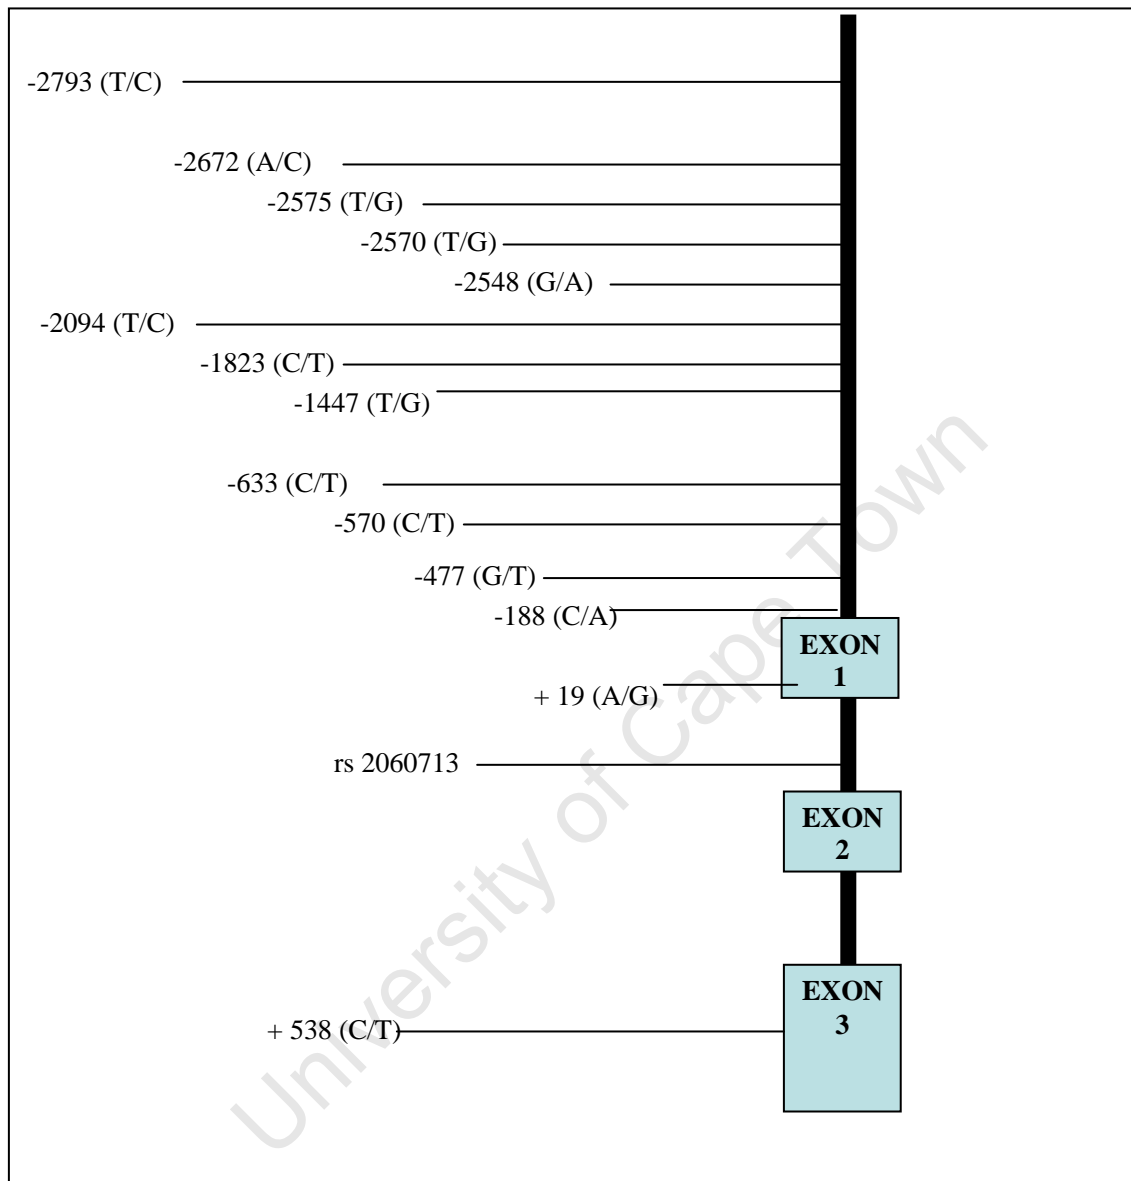 -2793 (T/C)
-2672 (A/C)
-2575 (T/G)
-2570 (T/G)
-2548 (G/A)
-2094 (T/C)
-1823 (C/T)
-1447 (T/G)
-633 (C/T)
-570 (C/T)
-477 (G/T)
-188 (C/A)
EXON
1
+ 19 (A/G)
rs 2060713
EXON
2
EXON
3
+ 538 (C/T)
University of Cape Town